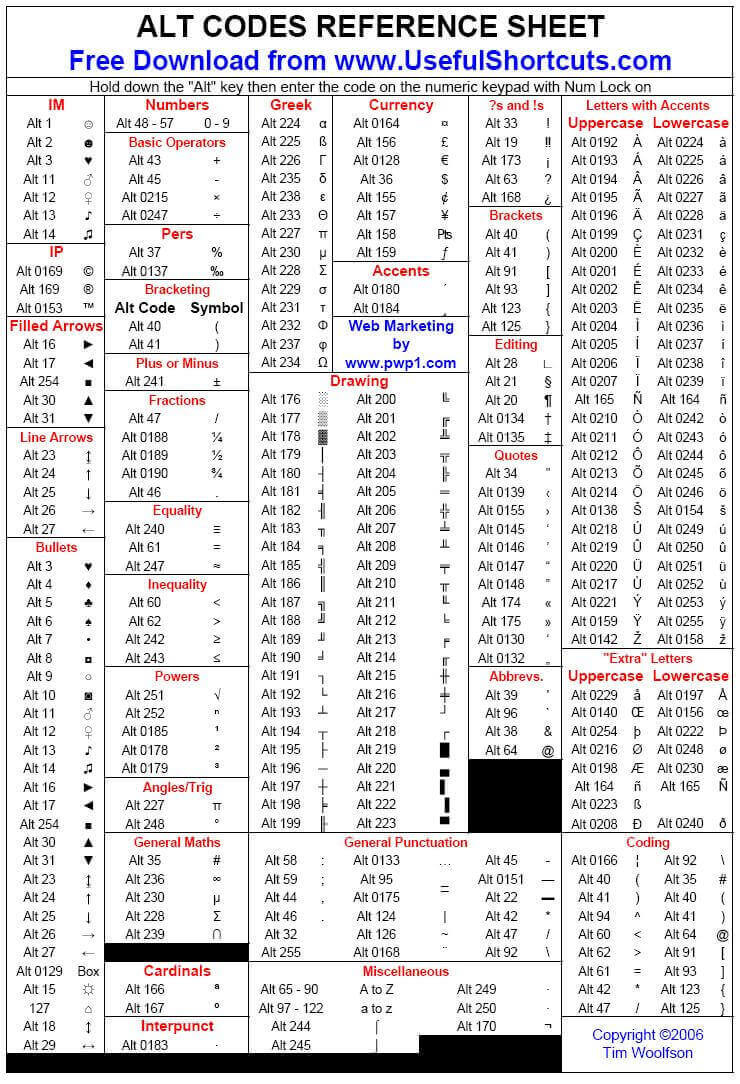 ALT CODES REFERENCE SHEET
Free Download from www.UsefulShortcuts.com
Hold down the "Alt" key then enter the code on the numeric keypad with Num Lock on
IM
Alt 1 ☺
Alt 2 ☻
Alt 3 ♥
Alt 11 ♂
Alt 12 ♀
Alt 13 ♪
Alt 14 ♫
IP
Alt 0169 ©
Alt 169 ®
Alt 0153 ™
Filled Arrows
Alt 16 ►
Alt 17 ◄
Alt 254 ■
Alt 30 ▲
Alt 31 ▼
Line Arrows
Alt 23 ↨
Alt 24 ↑
Alt 25 ↓
Alt 26 →
Alt 27 ←
Bullets
Alt 3 ♥
Alt 4 ♦
Alt 5 ♣
Alt 6 ♠
Alt 7 •
Alt 8 ◘
Alt 9 ○
Alt 10 ◙
Alt 11 ♂
Alt 12 ♀
Alt 13 ♪
Alt 14 ♫
Alt 16 ►
Alt 17 ◄
Alt 254 ■
Alt 30 ▲
Alt 31 ▼
Alt 23 ↨
Alt 24 ↑
Alt 25 ↓
Alt 26 →
Alt 27 ←
Alt 0129 Box
Alt 15 ☼
127 ⌂
Alt 18 ↕
Alt 29 ↔
Numbers
Alt 48 - 57 0 - 9
Basic Operators
Alt 43 +
Alt 45 -
Alt 0215 ×
Alt 0247 ÷
Pers
Alt 37 %
Alt 0137 ‰
Bracketing
Alt Code Symbol
Alt 40 (
Alt 41 )
Plus or Minus
Alt 241 ±
Fractions
Alt 47 /
Alt 0188 ¼
Alt 0189 ½
Alt 0190 ¾
Alt 46 .
Equality
Alt 240 ≡
Alt 61 =
Alt 247 ≈
Inequality
Alt 60 <
Alt 62 >
Alt 242 ≥
Alt 243 ≤
Powers
Alt 251 √
Alt 252 ⁿ
Alt 0185 ¹
Alt 0178 ²
Alt 0179 ³
Angles/Trig
Alt 227 π
Alt 248 °
General Maths
Alt 35 #
Alt 236 ∞
Alt 230 µ
Alt 228 Σ
Alt 239 ∩
Cardinals
Alt 166 ª
Alt 167 º
Interpunct
Alt 0183 ·
Greek
Alt 224 α
Alt 225 ß
Alt 226 Γ
Alt 235 δ
Alt 238 ε
Alt 233 Θ
Alt 227 π
Alt 230 µ
Alt 228 Σ
Alt 229 σ
Alt 231 τ
Alt 232 Φ
Alt 237 φ
Alt 234 Ω
Currency
Alt 0164 ¤
Alt 156 £
Alt 0128 €
Alt 36 $
Alt 155 ¢
Alt 157 ¥
Alt 158 Pts
Alt 159 ƒ
Accents
Alt 0180 ´
Alt 0184 ¸
Web Marketing
by
www.pwp1.com
Drawing
Alt 176 ░ Alt 200 ╚
Alt 177 ▒ Alt 201 ╔
Alt 178 ▓ Alt 202 ╩
Alt 179 │ Alt 203 ╦
Alt 180 ┤ Alt 204 ╠
Alt 181 ╡ Alt 205 ═
Alt 182 ╢ Alt 206 ╬
Alt 183 ╖ Alt 207 ╧
Alt 184 ╕ Alt 208 ╨
Alt 185 ╣ Alt 209 ╤
Alt 186 ║ Alt 210 ╥
Alt 187 ╗ Alt 211 ╙
Alt 188 ╝ Alt 212 ╘
Alt 189 ╜ Alt 213 ╒
Alt 190 ╛ Alt 214 ╓
Alt 191 ┐ Alt 215 ╫
Alt 192 └ Alt 216 ╪
Alt 193 ┴ Alt 217 ┘
Alt 194 ┬ Alt 218 ┌
Alt 195 ├ Alt 219 █
Alt 196 ─ Alt 220 ▄
Alt 197 ┼ Alt 221 ▌
Alt 198 ╞ Alt 222 ▐
Alt 199 ╟ Alt 223 ▀
?s and !s
Alt 33 !
Alt 19 ‼
Alt 173 ¡
Alt 63 ?
Alt 168 ¿
Brackets
Alt 40 (
Alt 41 )
Alt 91 [
Alt 93 ]
Alt 123 {
Alt 125 }
Editing
Alt 28 ∟
Alt 21 §
Alt 20 ¶
Alt 0134 †
Alt 0135 ‡
Quotes
Alt 34 "
Alt 0139 ‹
Alt 0155 ›
Alt 0145 ‘
Alt 0146 ’
Alt 0147 “
Alt 0148 ”
Alt 174 «
Alt 175 »
Alt 0130 ‚
Alt 0132 „
Abbrevs.
Alt 39 '
Alt 96 `
Alt 38 &
Alt 64 @
General Punctuation
Alt 58 : Alt 0133 … Alt 45 -
Alt 59 ; Alt 95 _ Alt 0151 —
Alt 44 , Alt 0175 ¯ Alt 22 ▬
Alt 46 . Alt 124 | Alt 42 *
Alt 32 Alt 126 ~ Alt 47 /
Alt 255 Alt 0168 ¨ Alt 92 \
Miscellaneous
Alt 65 - 90 A to Z Alt 249 ·
Alt 97 - 122 a to z Alt 250 ·
Alt 244 ⌠ Alt 170 ¬
Alt 245 ⌡
Letters with Accents
Uppercase Lowercase
Alt 0192 À Alt 0224 à
Alt 0193 Á Alt 0225 á
Alt 0194 Â Alt 0226 â
Alt 0195 Ã Alt 0227 ã
Alt 0196 Ä Alt 0228 ä
Alt 0199 Ç Alt 0231 ç
Alt 0200 È Alt 0232 è
Alt 0201 É Alt 0233 é
Alt 0202 Ê Alt 0234 ê
Alt 0203 Ë Alt 0235 ë
Alt 0204 Ì Alt 0236 ì
Alt 0205 Í Alt 0237 í
Alt 0206 Î Alt 0238 î
Alt 0207 Ï Alt 0239 ï
Alt 165 Ñ Alt 164 ñ
Alt 0210 Ò Alt 0242 ò
Alt 0211 Ó Alt 0243 ó
Alt 0212 Ô Alt 0244 ô
Alt 0213 Õ Alt 0245 õ
Alt 0214 Ö Alt 0246 ö
Alt 0138 Š Alt 0154 š
Alt 0218 Ú Alt 0249 ú
Alt 0219 Û Alt 0250 û
Alt 0220 Ü Alt 0251 ü
Alt 0217 Ù Alt 0252 ù
Alt 0221 Ý Alt 0253 ý
Alt 0159 Ÿ Alt 0255 ÿ
Alt 0142 Ž Alt 0158 ž
"Extra" Letters
Uppercase Lowercase
Alt 0229 å Alt 0197 Å
Alt 0140 Œ Alt 0156 œ
Alt 0254 þ Alt 0222 Þ
Alt 0216 Ø Alt 0248 ø
Alt 0198 Æ Alt 0230 æ
Alt 164 ñ Alt 165 Ñ
Alt 0223 ß
Alt 0208 Ð Alt 0240 ð
Coding
Alt 0166 ¦ Alt 92 \
Alt 40 ( Alt 35 #
Alt 41 ) Alt 40 (
Alt 94 ^ Alt 41 )
Alt 60 < Alt 64 @
Alt 62 > Alt 91 [
Alt 61 = Alt 93 ]
Alt 42 * Alt 123 {
Alt 47 / Alt 125 }
Copyright ©2006
Tim Woolfson